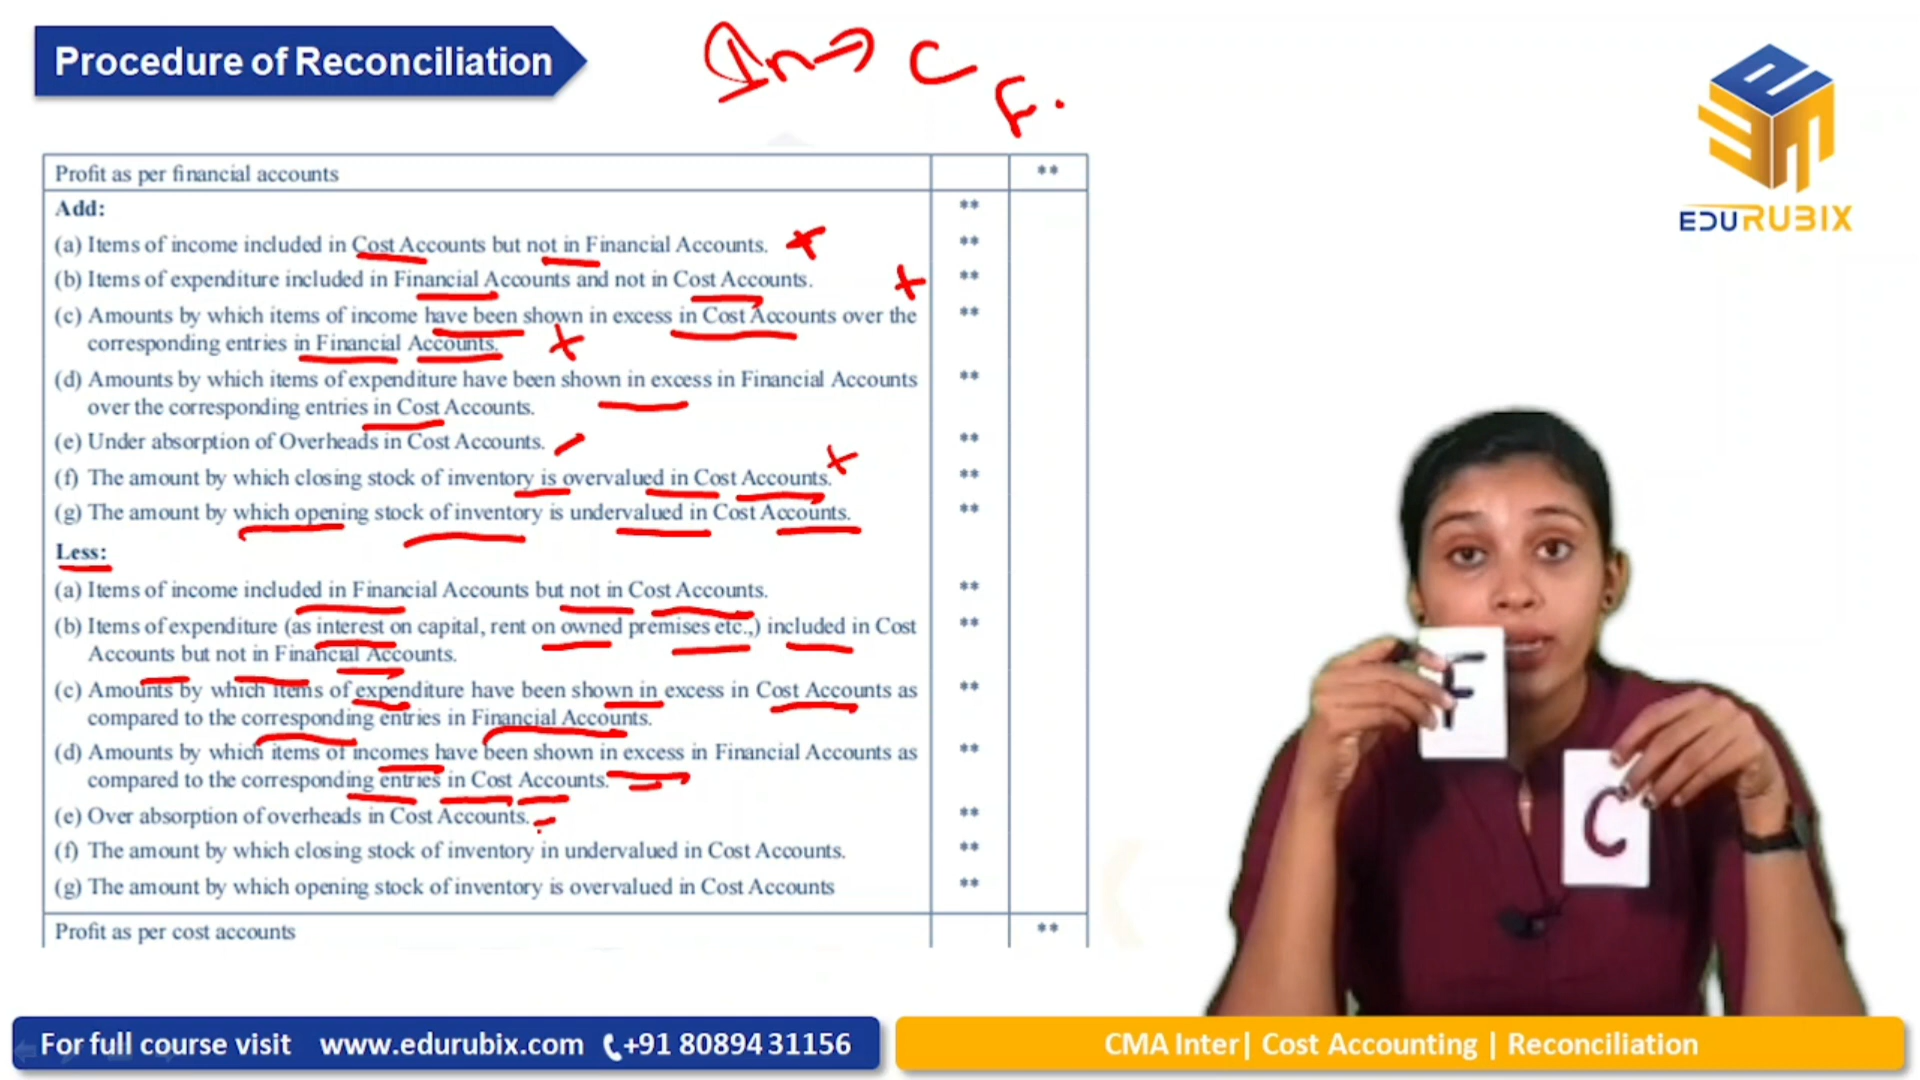 Procedure of Reconciliation
In → C
F.
EDURUBIX
Profit as per financial accounts **
Add: **
(a) Items of income included in Cost Accounts but not in Financial Accounts. **
(b) Items of expenditure included in Financial Accounts and not in Cost Accounts. **
(c) Amounts by which items of income have been shown in excess in Cost Accounts over the **
corresponding entries in Financial Accounts.
(d) Amounts by which items of expenditure have been shown in excess in Financial Accounts **
over the corresponding entries in Cost Accounts.
(e) Under absorption of Overheads in Cost Accounts. **
(f) The amount by which closing stock of inventory is overvalued in Cost Accounts. **
(g) The amount by which opening stock of inventory is undervalued in Cost Accounts. **
Less:
(a) Items of income included in Financial Accounts but not in Cost Accounts. **
(b) Items of expenditure (as interest on capital, rent on owned premises etc.,) included in Cost **
Accounts but not in Financial Accounts.
(c) Amounts by which items of expenditure have been shown in excess in Cost Accounts as **
compared to the corresponding entries in Financial Accounts.
(d) Amounts by which items of incomes have been shown in excess in Financial Accounts as **
compared to the corresponding entries in Cost Accounts.
(e) Over absorption of overheads in Cost Accounts. **
(f) The amount by which closing stock of inventory in undervalued in Cost Accounts. **
(g) The amount by which opening stock of inventory is overvalued in Cost Accounts **
Profit as per cost accounts **
F
C
For full course visit www.edurubix.com +91 80894 31156
CMA Inter| Cost Accounting | Reconciliation